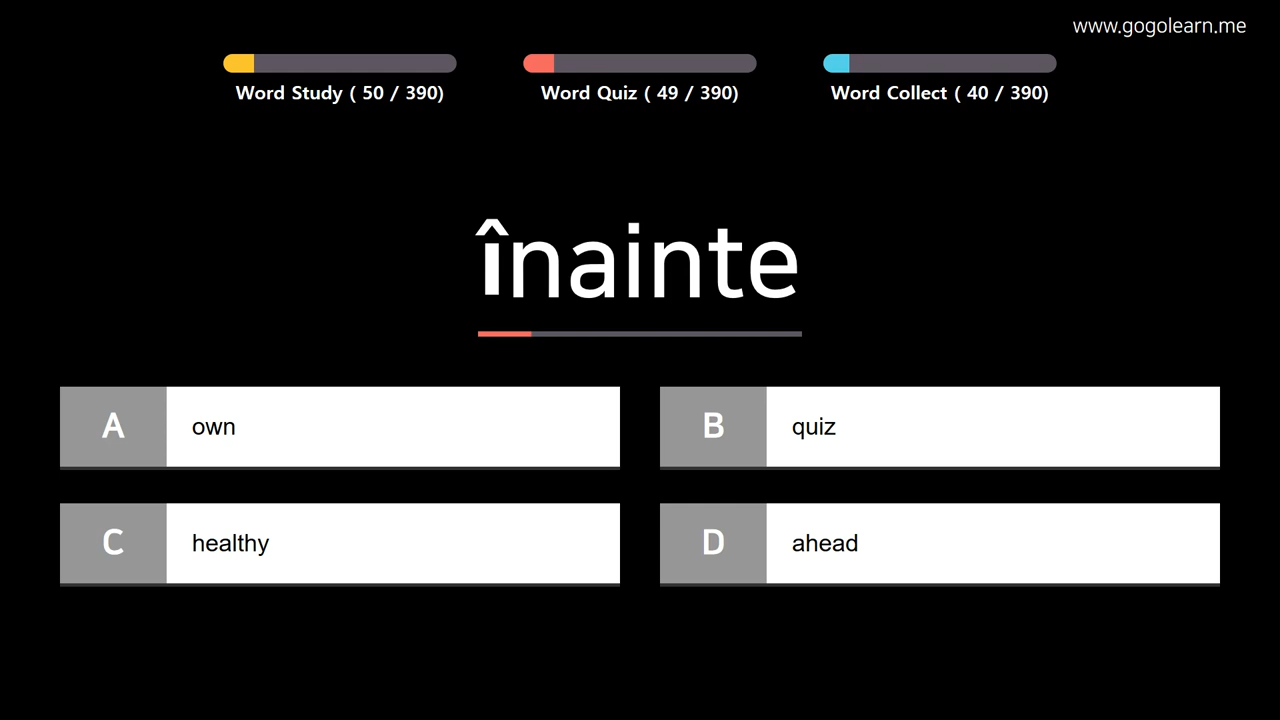 www.gogolearn.me
Word Study ( 50 / 390)
Word Quiz ( 49 / 390)
Word Collect ( 40 / 390)
înainte
A own
B quiz
C healthy
D ahead